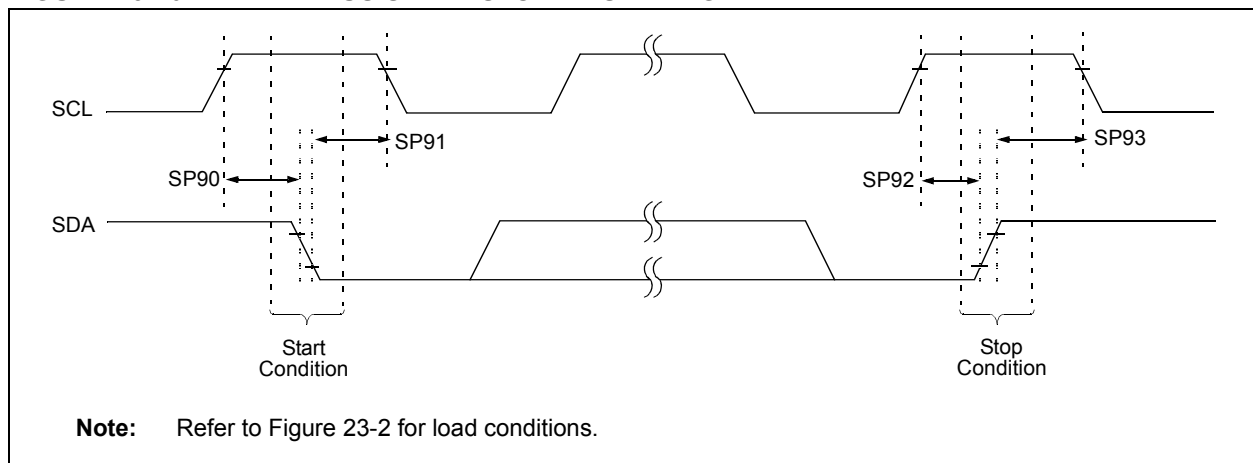 SCL
SP91
SP93
SP90
SP92
SDA
Start
Condition
Stop
Condition
Note: Refer to Figure 23-2 for load conditions.